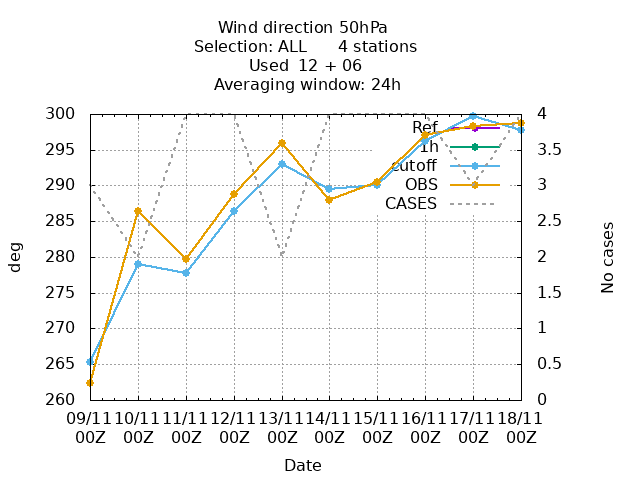 Wind direction 50hPa
Selection: ALL 4 stations
Used 12 + 06
Averaging window: 24h
300
295
290
285
280
275
270
265
260
deg
4
3.5
3
2.5
2
1.5
1
0.5
0
No cases
Ref
1h
cutoff
OBS
CASES
09/11 10/11 11/11 12/11 13/11 14/11 15/11 16/11 17/11 18/11
00Z 00Z 00Z 00Z 00Z 00Z 00Z 00Z 00Z 00Z
Date